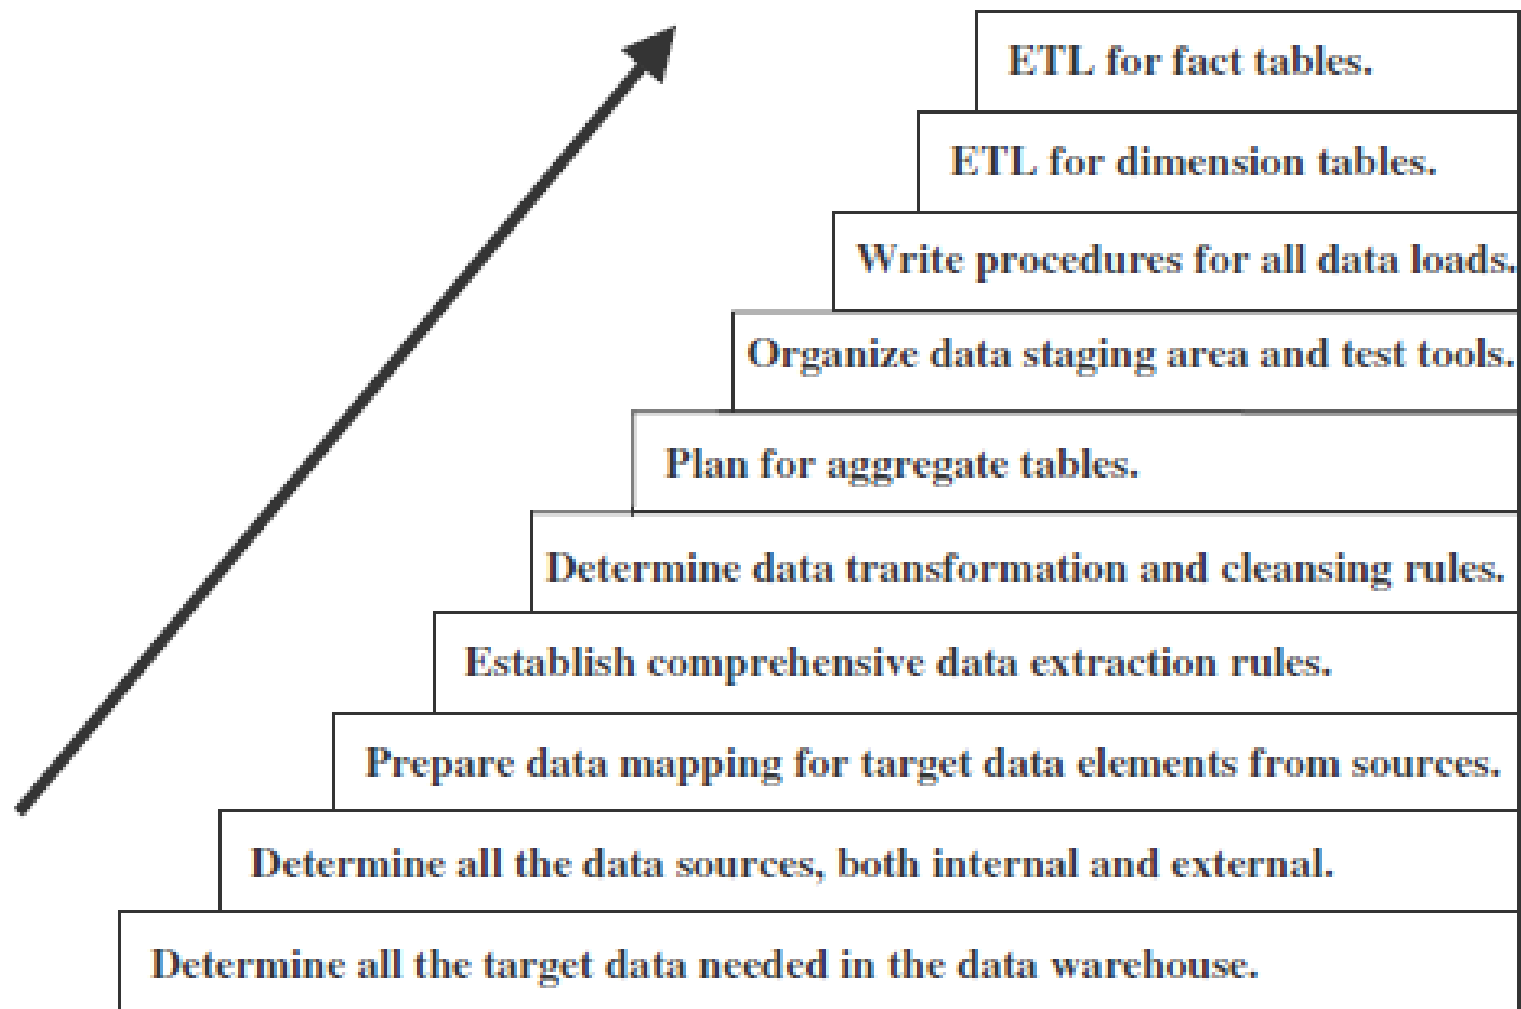 ETL for fact tables.
ETL for dimension tables.
Write procedures for all data loads.
Organize data staging area and test tools.
Plan for aggregate tables.
Determine data transformation and cleansing rules.
Establish comprehensive data extraction rules.
Prepare data mapping for target data elements from sources.
Determine all the data sources, both internal and external.
Determine all the target data needed in the data warehouse.